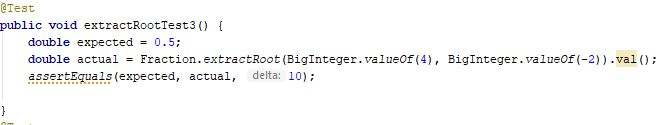 @Test
public void extractRootTest3() {
double expected = 0.5;
double actual = Fraction.extractRoot(BigInteger.valueOf(4), BigInteger.valueOf(-2)).val();
assertEquals(expected, actual, delta: 10);
}